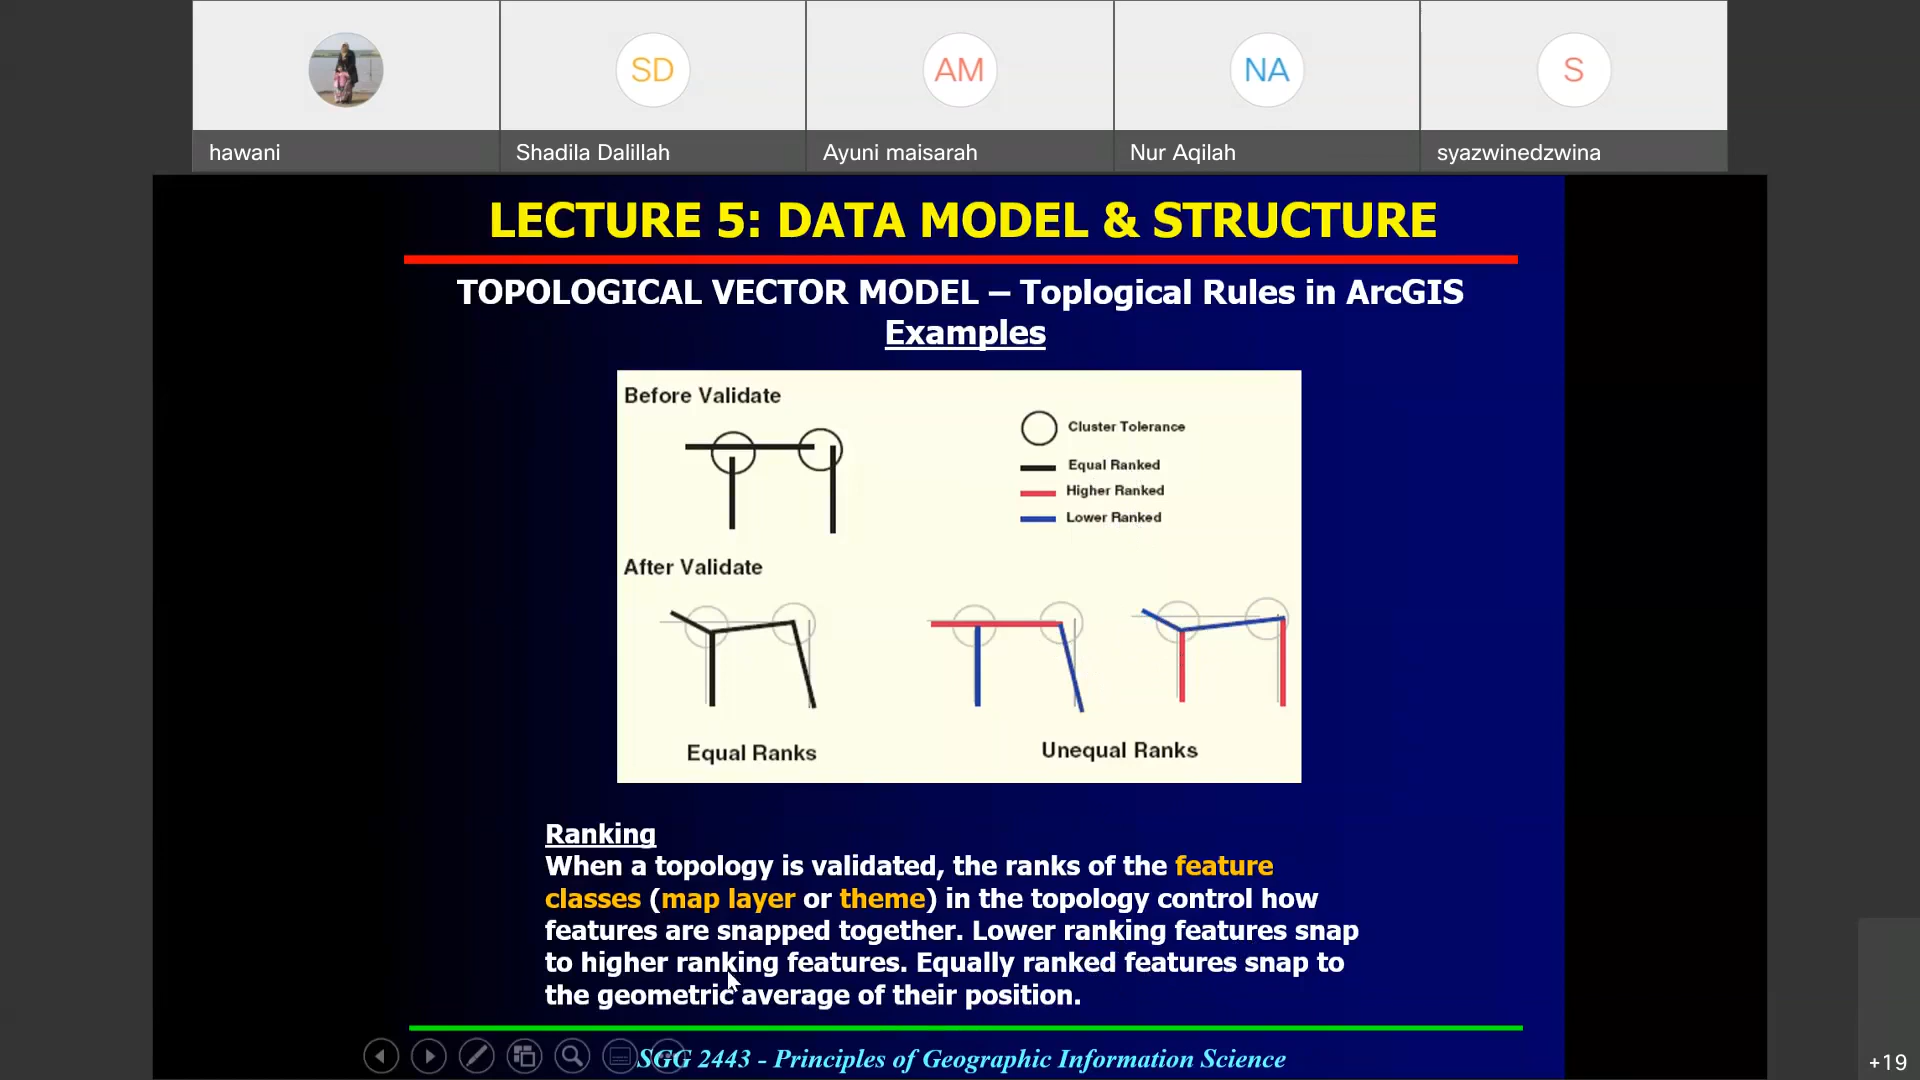 SD
AM
NA
S
hawani
Shadila Dalillah
Ayuni maisarah
Nur Aqilah
syazwinedzwina
LECTURE 5: DATA MODEL & STRUCTURE
TOPOLOGICAL VECTOR MODEL – Toplogical Rules in ArcGIS
Examples
Before Validate
Cluster Tolerance
Equal Ranked
Higher Ranked
Lower Ranked
After Validate
Equal Ranks
Unequal Ranks
Ranking
When a topology is validated, the ranks of the feature
classes (map layer or theme) in the topology control how
features are snapped together. Lower ranking features snap
to higher ranking features. Equally ranked features snap to
the geometric average of their position.
SGG 2443 - Principles of Geographic Information Science
+19